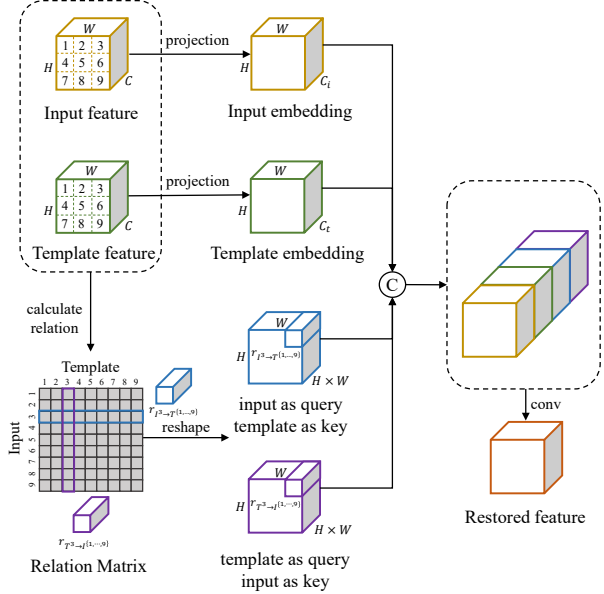 W
1 2 3
H 4 5 6
7 8 9
C
Input feature
projection
W
H
C_i
Input embedding
W
1 2 3
H 4 5 6
7 8 9
C
Template feature
projection
W
H
C_t
Template embedding
C
calculate
relation
Template
1 2 3 4 5 6 7 8 9
Input
1
2
3
4
5
6
7
8
9
r_{I^3→T^{\{1,⋯,9\}}}
reshape
r_{T^3→I^{\{1,⋯,9\}}}
Relation Matrix
W
H
r_{I^3→T^{\{1,⋯,9\}}}
H × W
input as query
template as key
W
H
r_{T^3→I^{\{1,⋯,9\}}}
H × W
template as query
input as key
conv
Restored feature